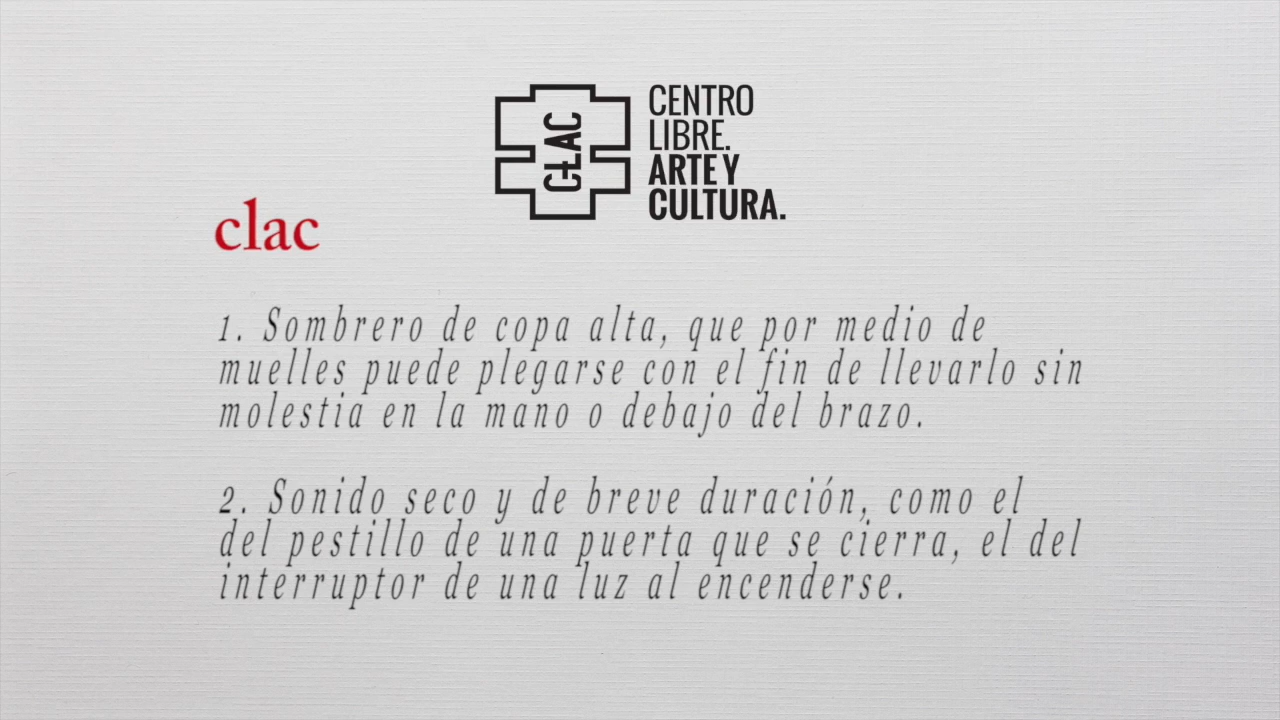 CLAC
CENTRO
LIBRE.
ARTE Y
CULTURA.
clac
1. Sombrero de copa alta, que por medio de
muelles puede plegarse con el fin de llevarlo sin
molestia en la mano o debajo del brazo.
2. Sonido seco y de breve duración, como el
del pestillo de una puerta que se cierra, el del
interruptor de una luz al encenderse.